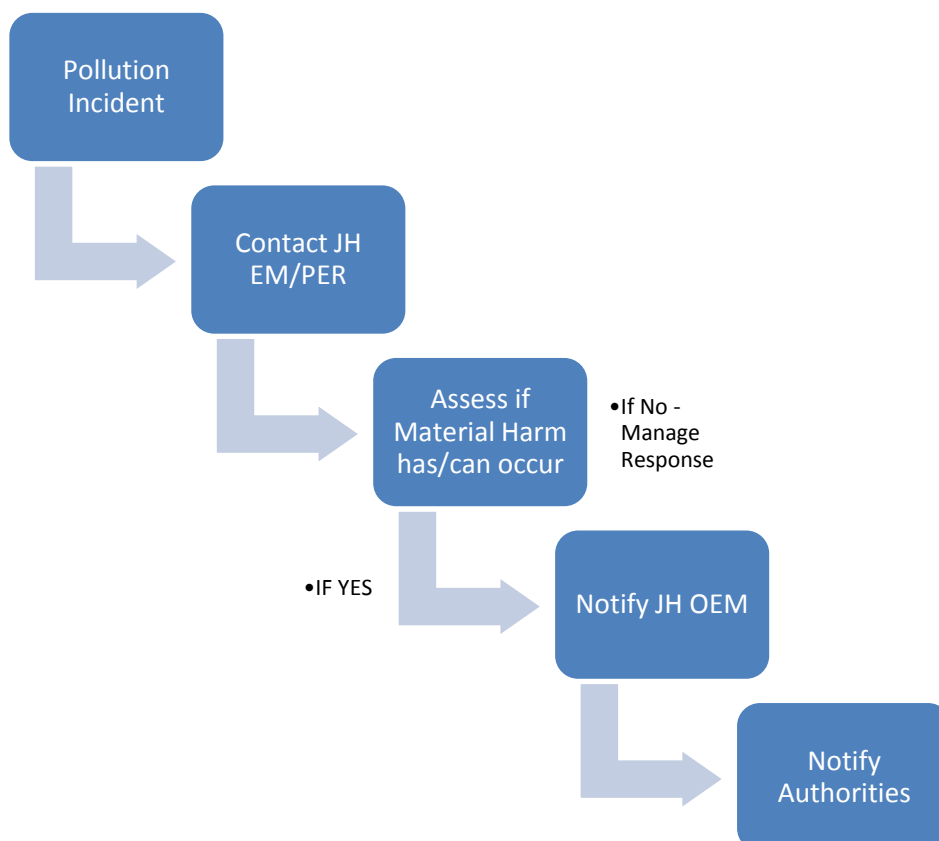 Pollution
Incident
Contact JH
EM/PER
Assess if
Material Harm
has/can occur
•If No -
Manage
Response
•IF YES
Notify JH OEM
Notify
Authorities